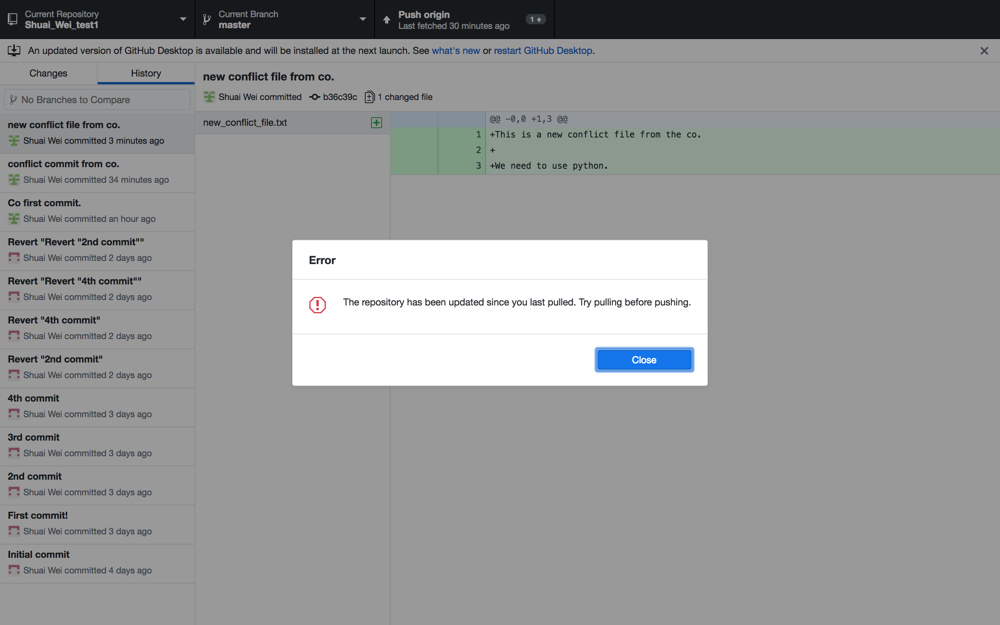 Current Repository
Shuai_Wei_test1
Current Branch
master
Push origin
Last fetched 30 minutes ago
1
An updated version of GitHub Desktop is available and will be installed at the next launch. See what's new or restart GitHub Desktop.
Changes
History
No Branches to Compare
new conflict file from co.
Shuai Wei committed 3 minutes ago
conflict commit from co.
Shuai Wei committed 34 minutes ago
Co first commit.
Shuai Wei committed an hour ago
Revert "Revert "2nd commit""
Shuai Wei committed 2 days ago
Revert "Revert "4th commit""
Shuai Wei committed 2 days ago
Revert "4th commit"
Shuai Wei committed 2 days ago
Revert "2nd commit"
Shuai Wei committed 2 days ago
4th commit
Shuai Wei committed 3 days ago
3rd commit
Shuai Wei committed 3 days ago
2nd commit
Shuai Wei committed 3 days ago
First commit!
Shuai Wei committed 3 days ago
Initial commit
Shuai Wei committed 4 days ago
new conflict file from co.
Shuai Wei committed b36c39c 1 changed file
new_conflict_file.txt
@@ -0,0 +1,3 @@
1 +This is a new conflict file from the co.
2 +
3 +We need to use python.
Error
The repository has been updated since you last pulled. Try pulling before pushing.
Close